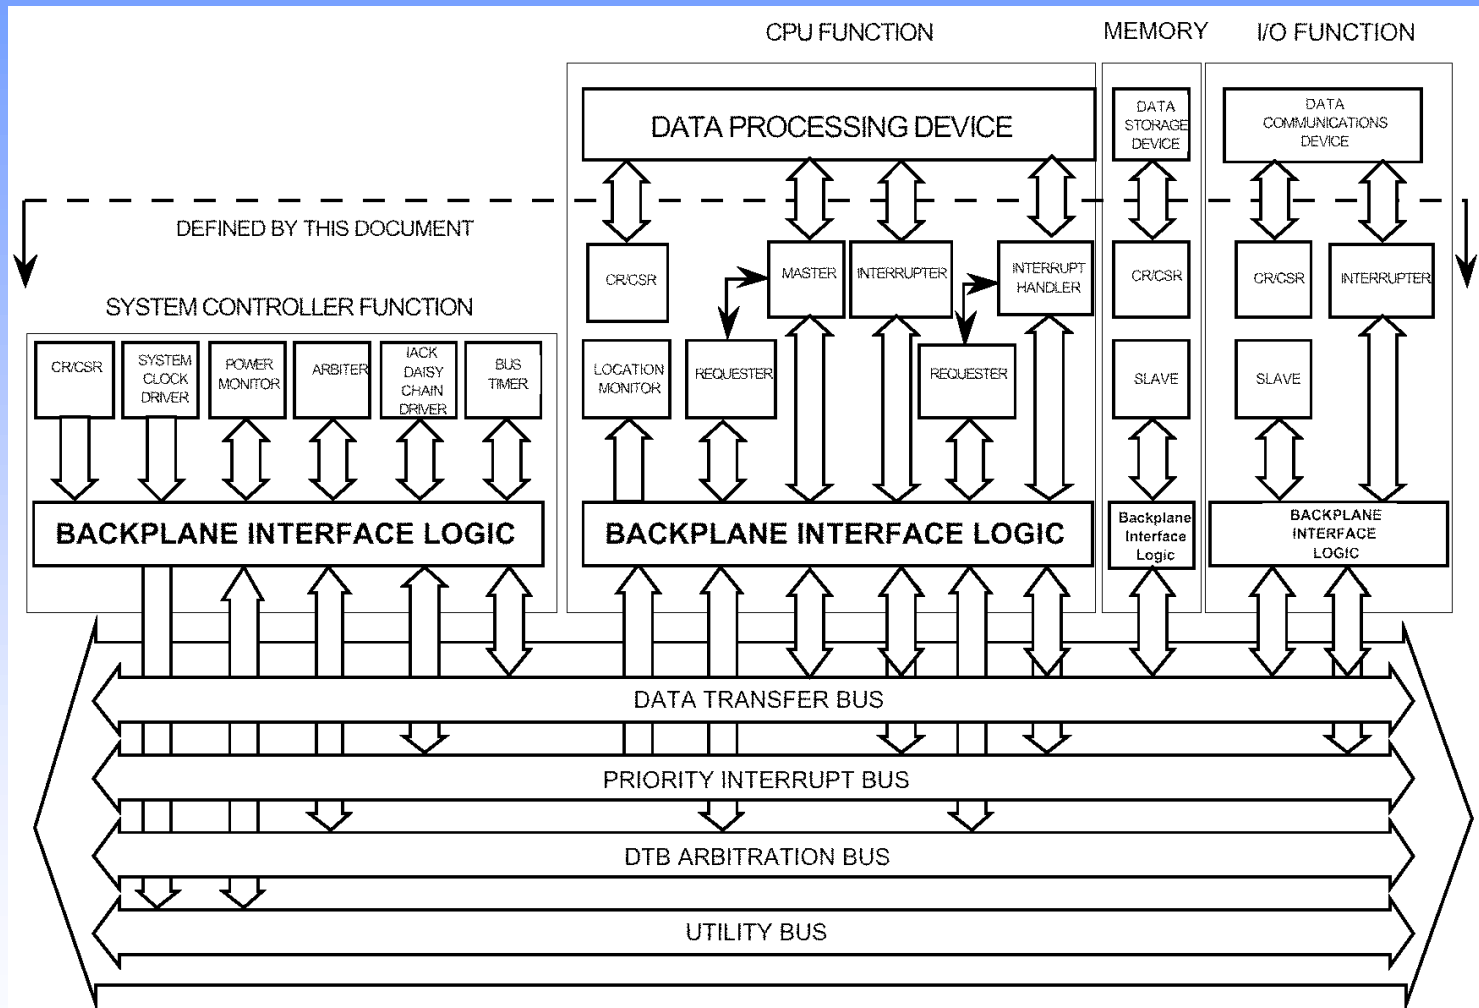 CPU FUNCTION
MEMORY
I/O FUNCTION
DATA PROCESSING DEVICE
DATA
STORAGE
DEVICE
DATA
COMMUNICATIONS
DEVICE
DEFINED BY THIS DOCUMENT
CR/CSR
MASTER
INTERRUPTER
INTERRUPT
HANDLER
CR/CSR
CR/CSR
INTERRUPTER
SYSTEM CONTROLLER FUNCTION
CR/CSR
SYSTEM
CLOCK
DRIVER
POWER
MONITOR
ARBITER
IACK
DAISY
CHAIN
DRIVER
BUS
TIMER
LOCATION
MONITOR
REQUESTER
REQUESTER
SLAVE
SLAVE
BACKPLANE INTERFACE LOGIC
BACKPLANE INTERFACE LOGIC
Backplane
Interface
Logic
BACKPLANE
INTERFACE
LOGIC
DATA TRANSFER BUS
PRIORITY INTERRUPT BUS
DTB ARBITRATION BUS
UTILITY BUS